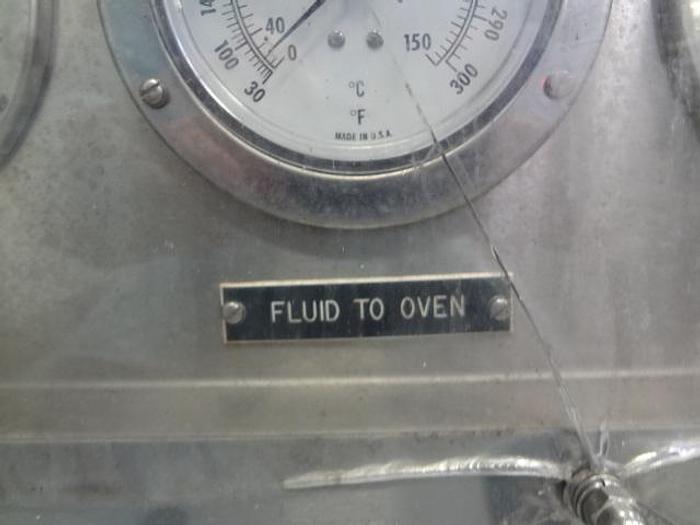 40
0
100
30
150
290
300
°C
°F
MADE IN U.S.A.
FLUID TO OVEN